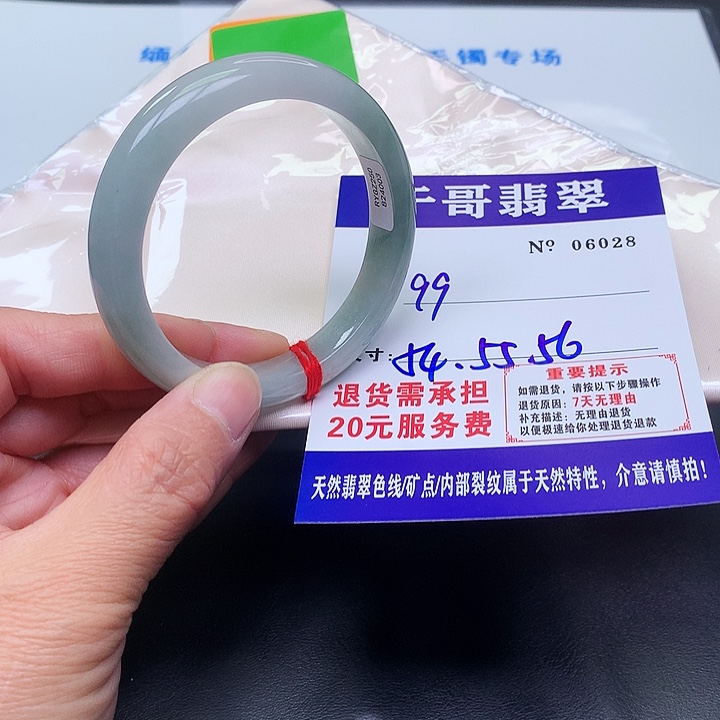 缅
镯专场
RYGZ250
824003
哥翡翠
Nº 06028
99
寸: 54.55.56
退货需承担
20元服务费
重要提示
如需退货，请按以下步骤操作
退货原因：7天无理由
补充描述：无理由退货
以便极速给你处理退货退款
天然翡翠色线/矿点/内部裂纹属于天然特性，介意请慎拍!